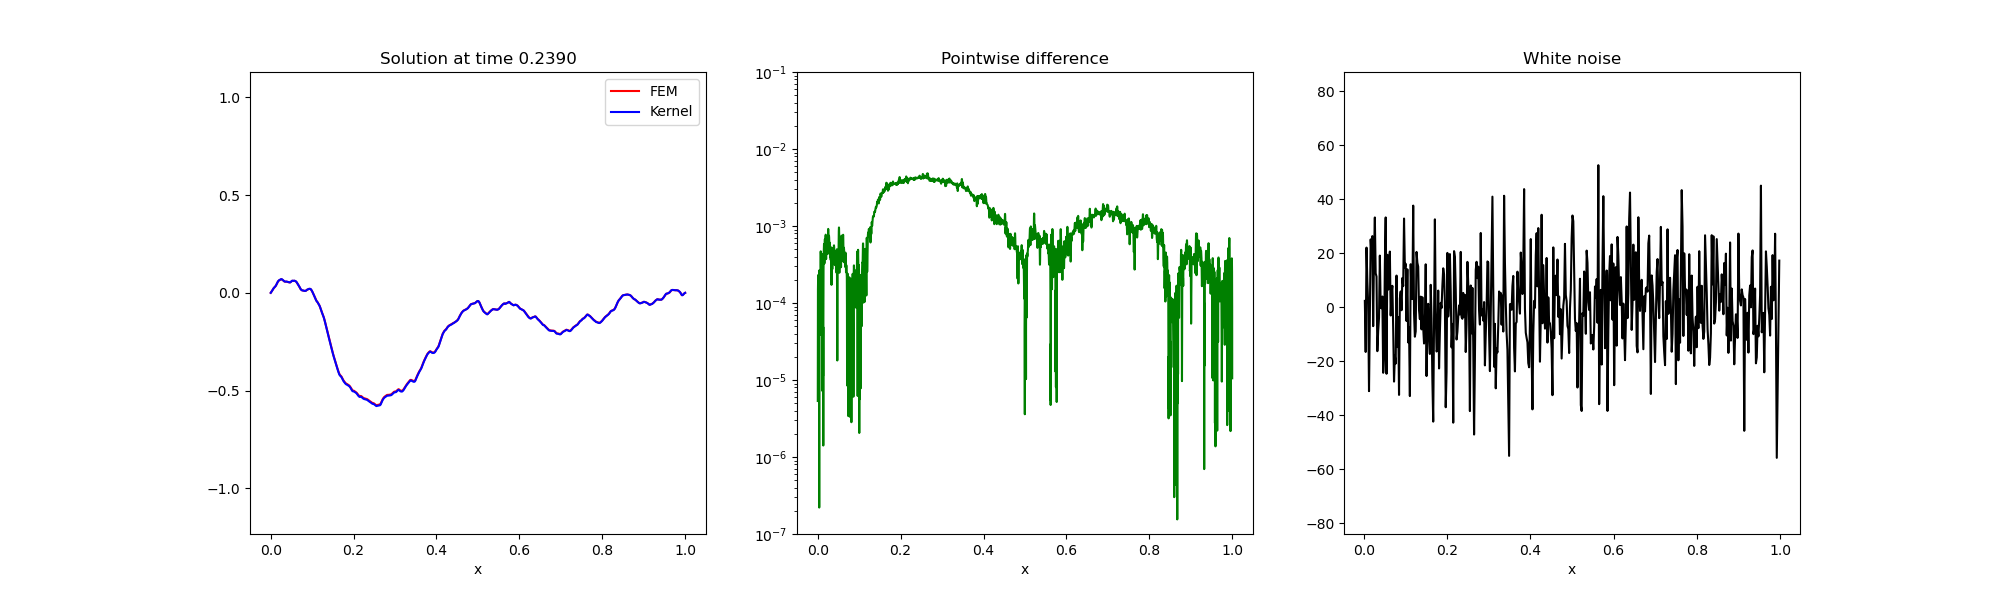 Solution at time 0.2390
1.0
0.5
0.0
−0.5
−1.0
FEM
Kernel
0.0 0.2 0.4 0.6 0.8 1.0
x
Pointwise difference
10⁻¹
10⁻²
10⁻³
10⁻⁴
10⁻⁵
10⁻⁶
10⁻⁷
0.0 0.2 0.4 0.6 0.8 1.0
x
White noise
80
60
40
20
0
−20
−40
−60
−80
0.0 0.2 0.4 0.6 0.8 1.0
x